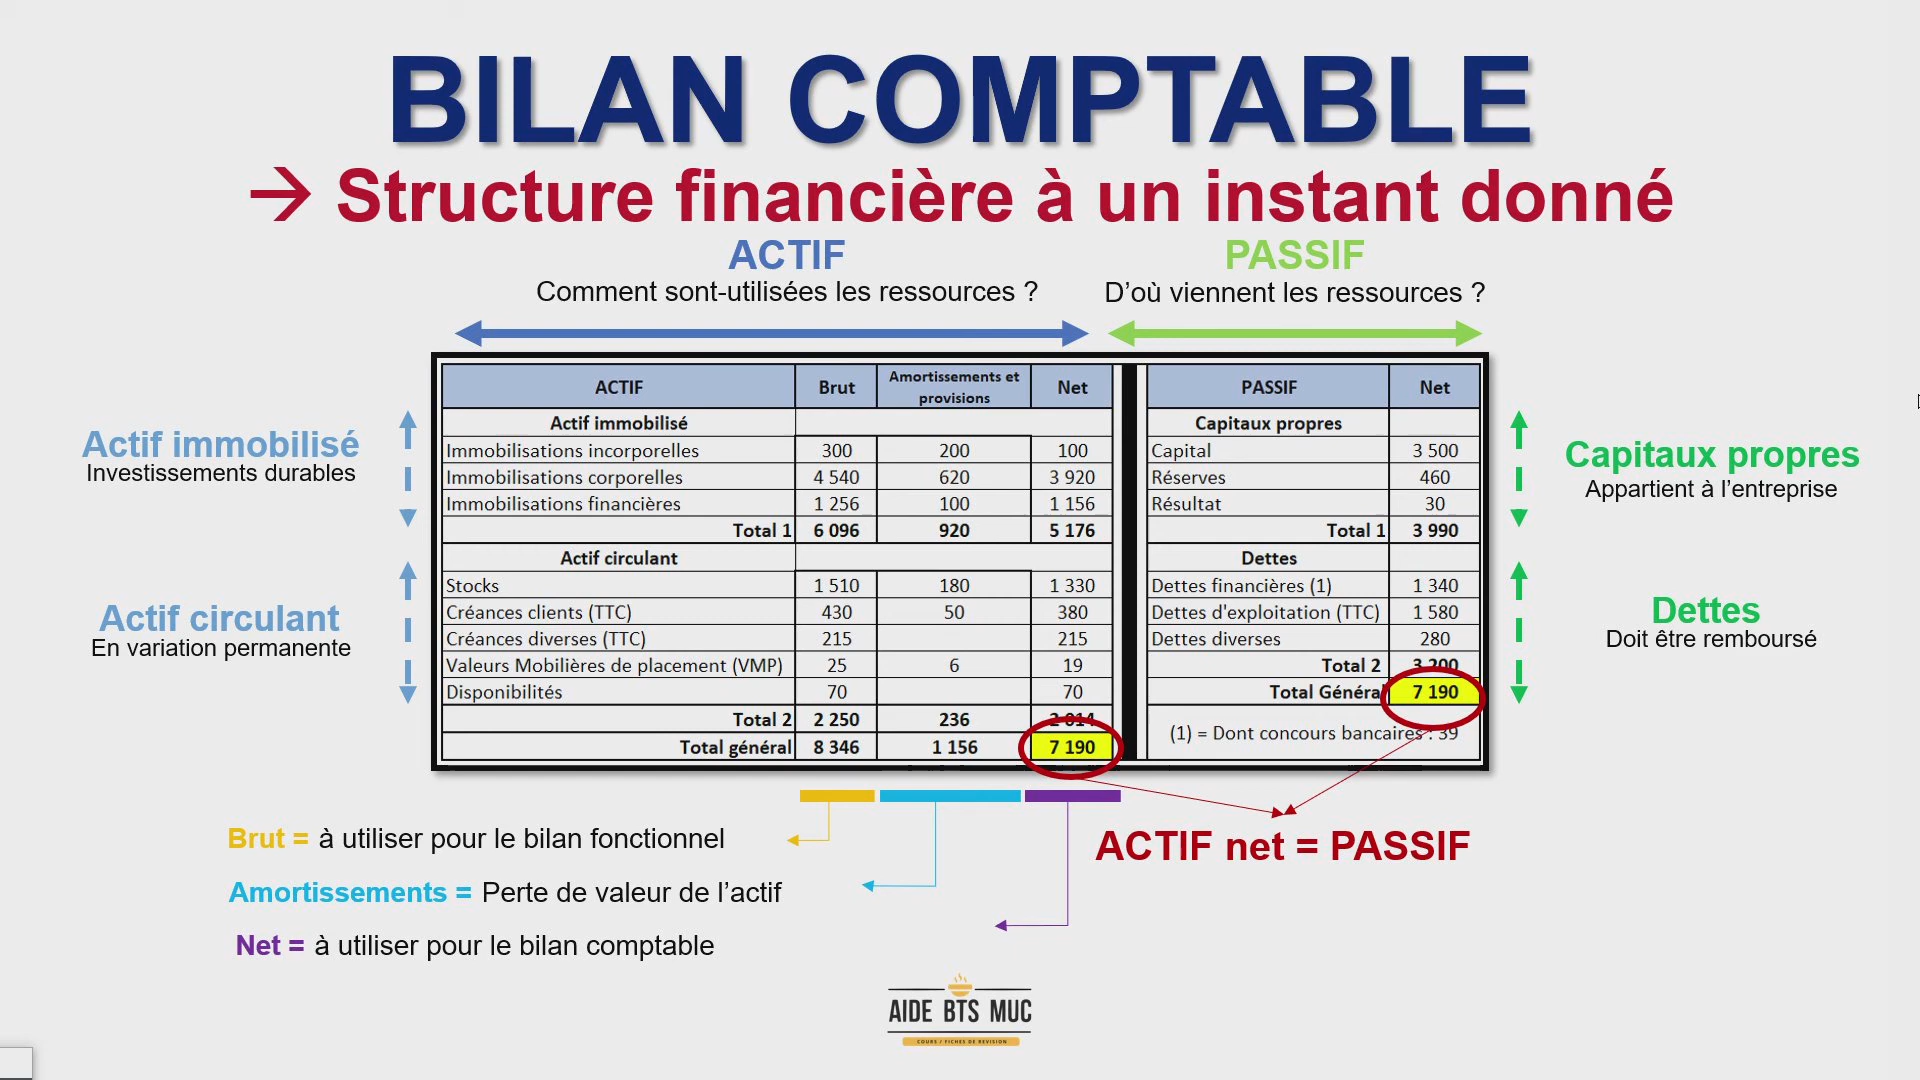 BILAN COMPTABLE
→ Structure financière à un instant donné
ACTIF
Comment sont-utilisées les ressources ?
PASSIF
D’où viennent les ressources ?
Actif immobilisé
Investissements durables
Actif circulant
En variation permanente
ACTIF Brut Amortissements et provisions Net
Actif immobilisé
Immobilisations incorporelles 300 200 100
Immobilisations corporelles 4 540 620 3 920
Immobilisations financières 1 256 100 1 156
Total 1 6 096 920 5 176
Actif circulant
Stocks 1 510 180 1 330
Créances clients (TTC) 430 50 380
Créances diverses (TTC) 215 215
Valeurs Mobilières de placement (VMP) 25 6 19
Disponibilités 70 70
Total 2 2 250 236 2 014
Total général 8 346 1 156 7 190
PASSIF Net
Capitaux propres
Capital 3 500
Réserves 460
Résultat 30
Total 1 3 990
Dettes
Dettes financières (1) 1 340
Dettes d'exploitation (TTC) 1 580
Dettes diverses 280
Total 2 3 200
Total Général 7 190
(1) = Dont concours bancaires : 39
Capitaux propres
Appartient à l’entreprise
Dettes
Doit être remboursé
Brut = à utiliser pour le bilan fonctionnel
Amortissements = Perte de valeur de l’actif
Net = à utiliser pour le bilan comptable
ACTIF net = PASSIF
AIDE BTS MUC
COURS / FICHES DE REVISION